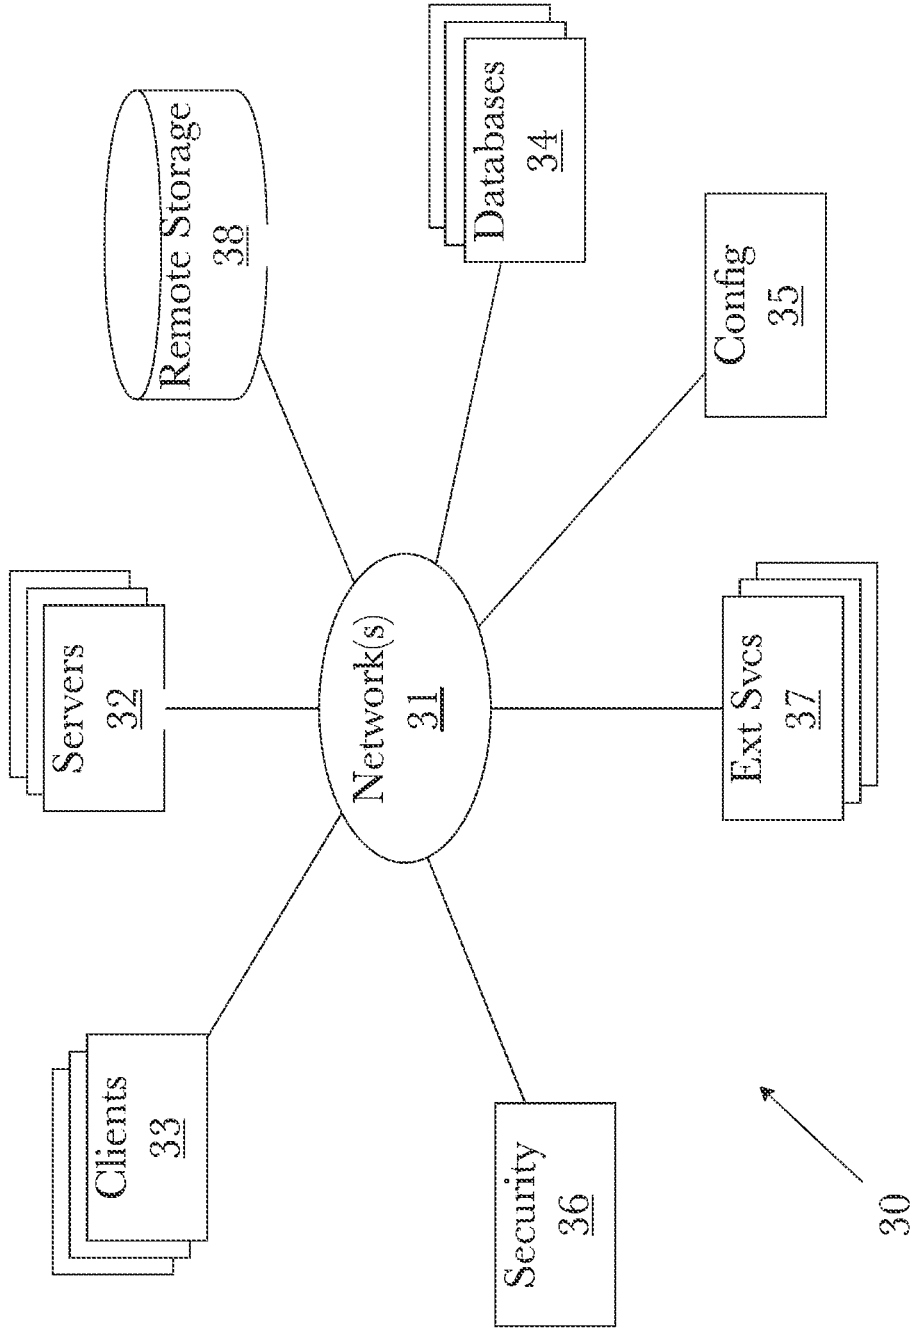 Servers
32
Clients
33
Remote Storage
38
Network(s)
31
Databases
34
Security
36
Config
35
Ext Svcs
37
30